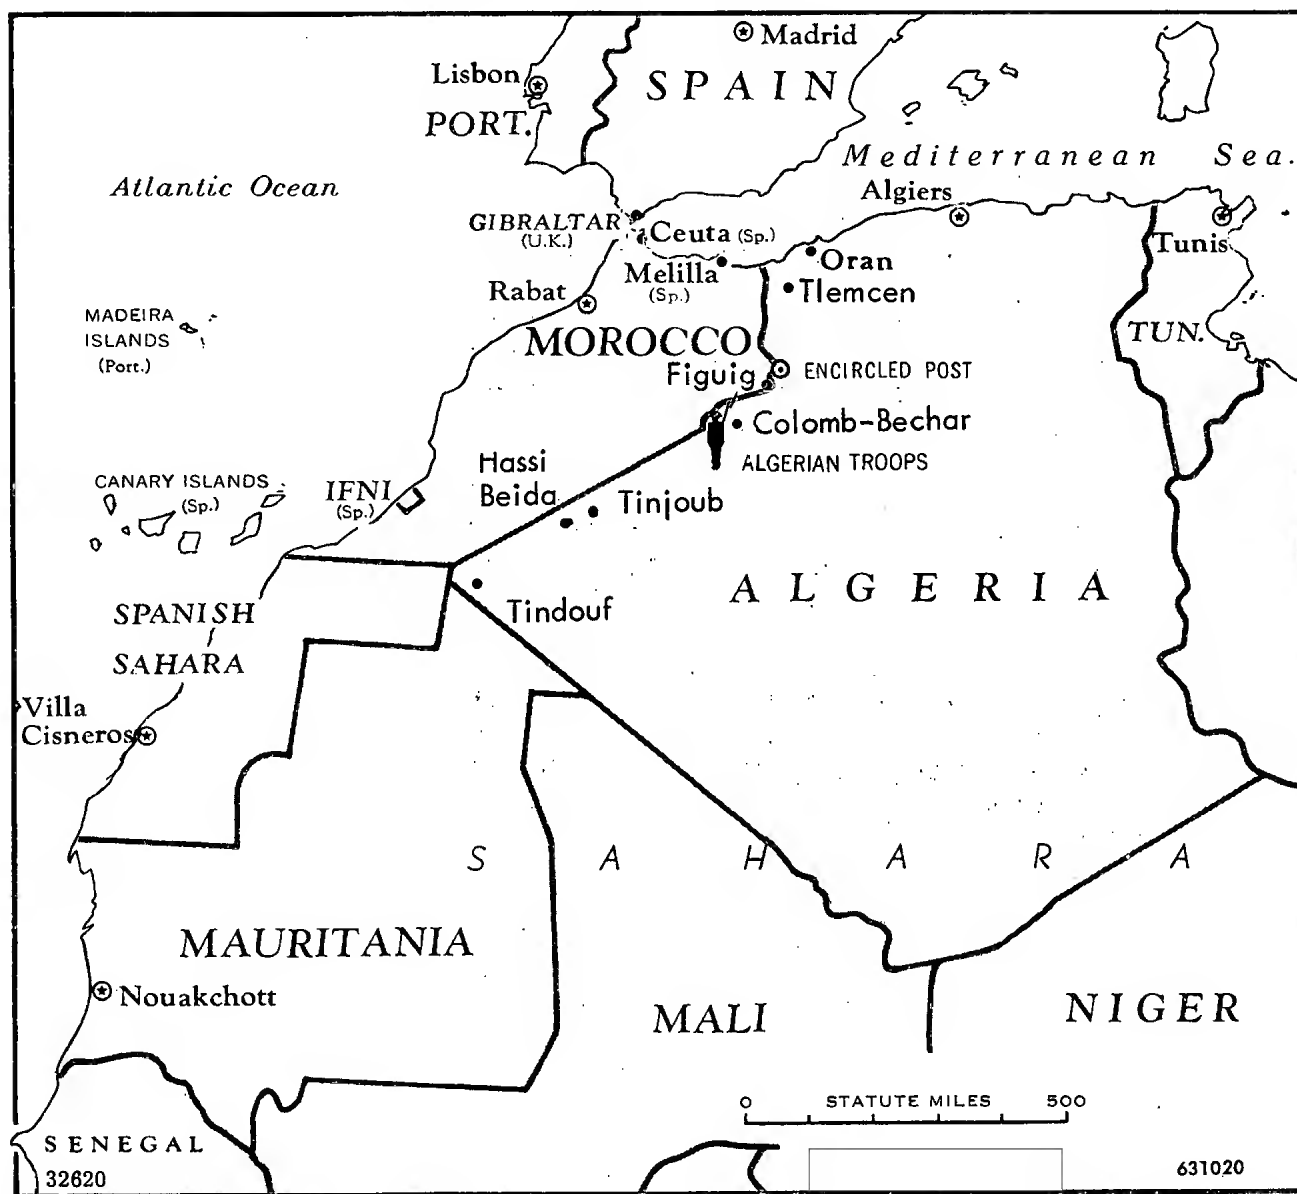 Madrid
Lisbon
SPAIN
PORT.
Mediterranean Sea.
Atlantic Ocean
Algiers
GIBRALTAR
(U.K.)
Ceuta (Sp.)
Tunis
Oran
Melilla
(Sp.)
Rabat
Tlemcen
MADEIRA
ISLANDS
(Port.)
MOROCCO
TUN.
Figuig
ENCIRCLED POST
Colomb-Bechar
ALGERIAN TROOPS
Hassi
Beida
CANARY ISLANDS
(Sp.)
IFNI
(Sp.)
Tinjoub
ALGERIA
Tindouf
SPANISH
SAHARA
Villa
Cisneros
SAHARA
MAURITANIA
Nouakchott
MALI
NIGER
0 STATUTE MILES 500
SENEGAL
32620
631020